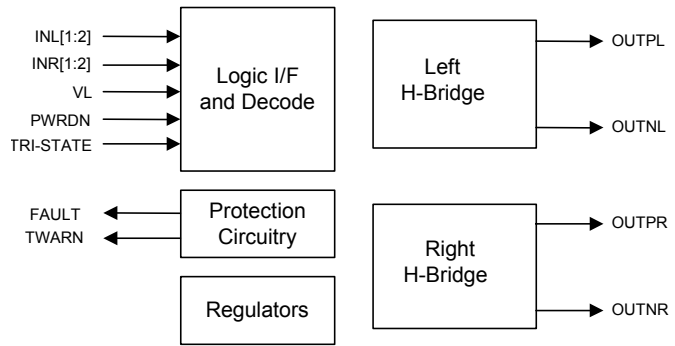 INL[1:2]
INR[1:2]
VL
PWRDN
TRI-STATE
Logic I/F
and Decode
FAULT
TWARN
Protection
Circuitry
Regulators
Left
H-Bridge
OUTPL
OUTNL
Right
H-Bridge
OUTPR
OUTNR